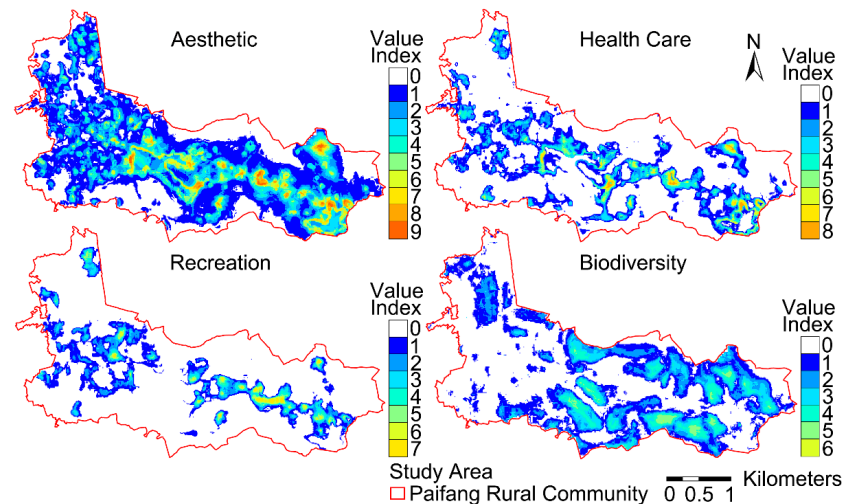 Aesthetic
Value
Index
0
1
2
3
4
5
6
7
8
9
Health Care
N
Value
Index
0
1
2
3
4
5
6
7
8
Recreation
Value
Index
0
1
2
3
4
5
6
7
Biodiversity
Value
Index
0
1
2
3
4
5
6
Study Area
Paifang Rural Community
0 0.5 1
Kilometers